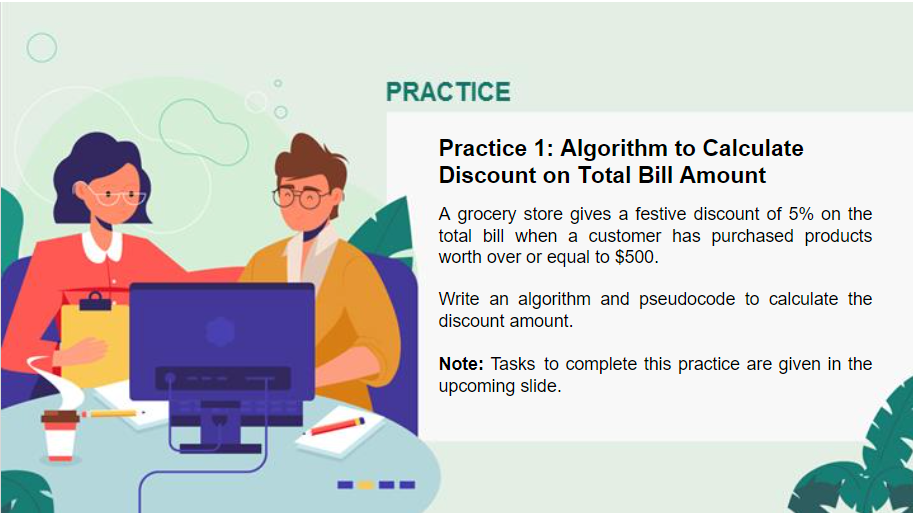 PRACTICE
Practice 1: Algorithm to Calculate
Discount on Total Bill Amount
A grocery store gives a festive discount of 5% on the
total bill when a customer has purchased products
worth over or equal to $500.
Write an algorithm and pseudocode to calculate the
discount amount.
Note: Tasks to complete this practice are given in the
upcoming slide.